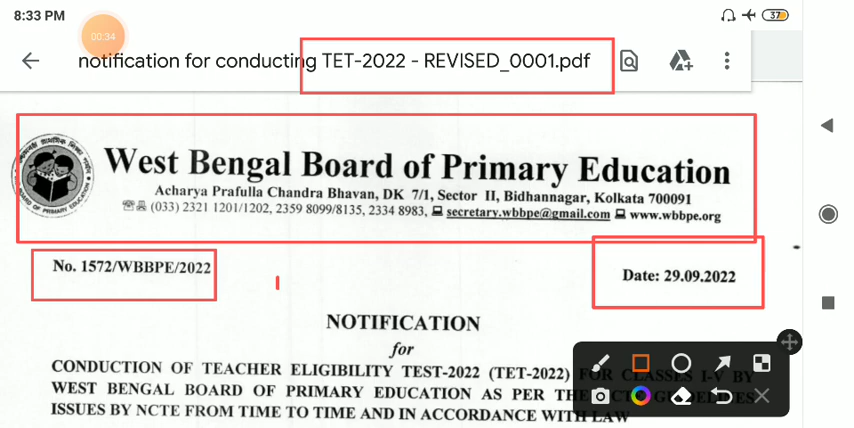 8:33 PM
37
00:34
notification for conducting TET-2022 - REVISED_0001.pdf
West Bengal Board of Primary Education
Acharya Prafulla Chandra Bhavan, DK 7/1, Sector II, Bidhannagar, Kolkata 700091
(033) 2321 1201/1202, 2359 8099/8135, 2334 8983, secretary.wbbpe@gmail.com www.wbbpe.org
No. 1572/WBBPE/2022
Date: 29.09.2022
NOTIFICATION
for
CONDUCTION OF TEACHER ELIGIBILITY TEST-2022 (TET-2022) FOR CLASSES I-V BY
WEST BENGAL BOARD OF PRIMARY EDUCATION AS PER THE
ISSUES BY NCTE FROM TIME TO TIME AND IN ACCORDANCE WITH LAW